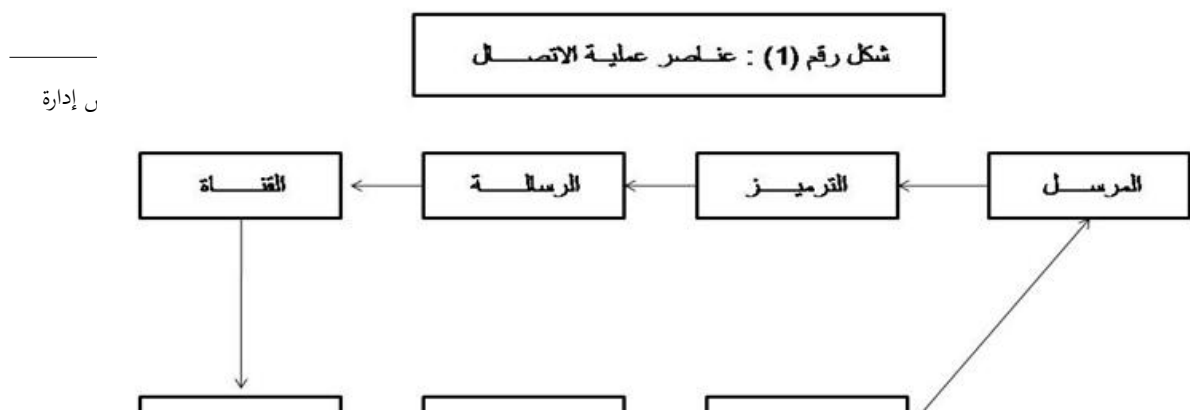 شكل رقم (1) : عناصر عملية الاتصال
إدارة
المرسل
الترميز
الرسالة
القناة